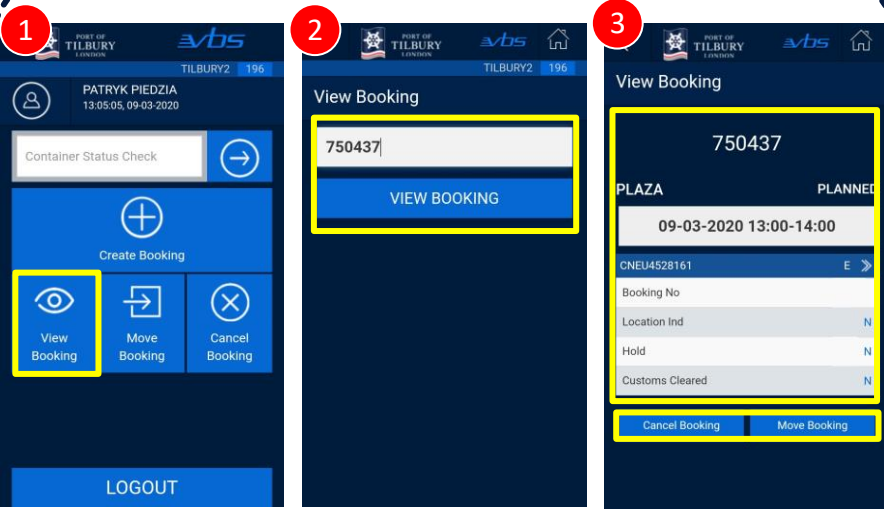 1
PORT OF
TILBURY
LONDON
vbs
TILBURY2 196
PATRYK PIEDZIA
13:05:05, 09-03-2020
Container Status Check
Create Booking
View
Booking
Move
Booking
Cancel
Booking
LOGOUT
2
PORT OF
TILBURY
LONDON
vbs
TILBURY2 196
View Booking
750437
VIEW BOOKING
3
PORT OF
TILBURY
LONDON
vbs
View Booking
750437
PLAZA PLANNED
09-03-2020 13:00-14:00
CNEU4528161 E
Booking No
Location Ind N
Hold N
Customs Cleared N
Cancel Booking Move Booking